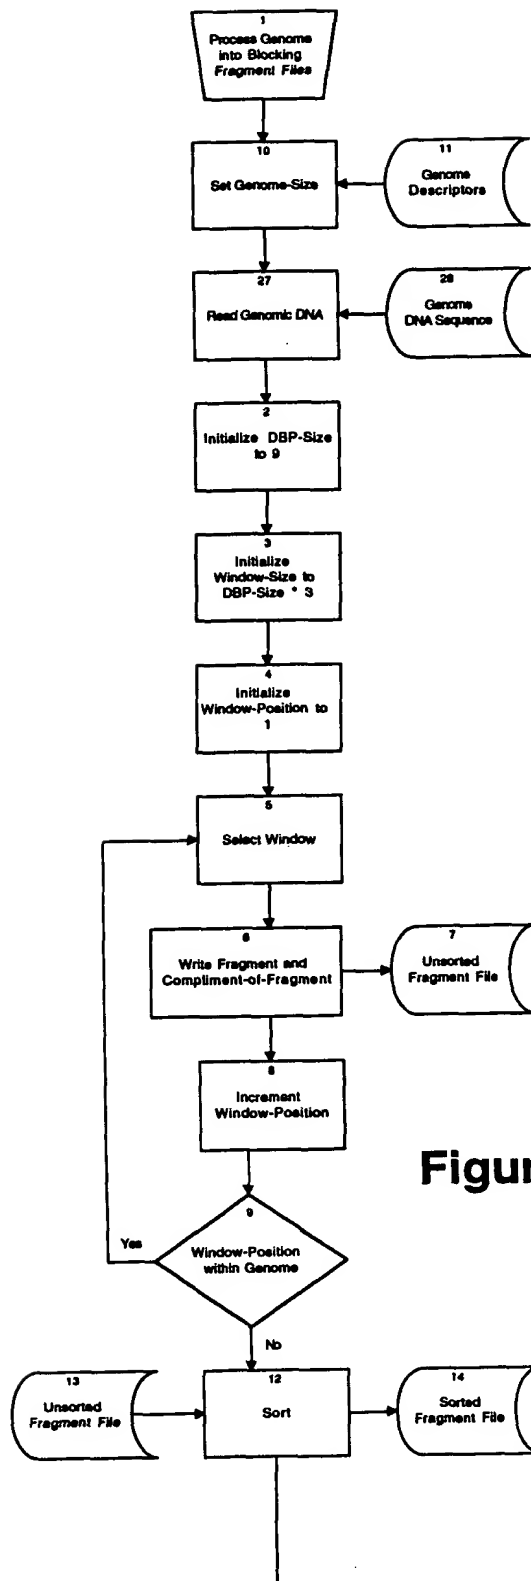 1
Process Genome
into Blocking
Fragment Files
10
Set Genome-Size
11
Genome
Descriptors
27
Read Genomic DNA
28
Genome
DNA Sequence
2
Initialize DBP-Size
to 9
3
Initialize
Window-Size to
DBP-Size * 3
4
Initialize
Window-Position to
1
5
Select Window
6
Write Fragment and
Compliment-of-Fragment
7
Unsorted
Fragment File
8
Increment
Window-Position
Figur
9
Window-Position
within Genome
Yes
No
13
Unsorted
Fragment File
12
Sort
14
Sorted
Fragment File